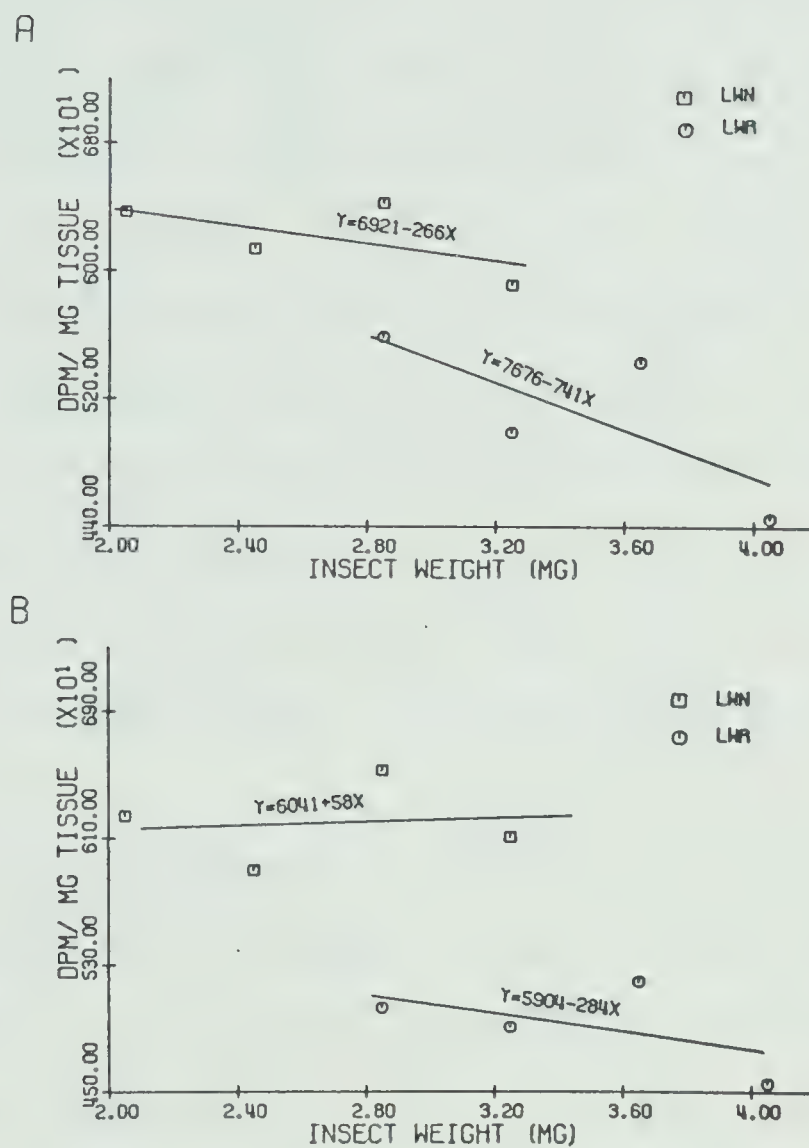 A
DPM/ MG TISSUE (X10¹)
680.00
600.00
520.00
440.00
LWN
LWR
Y=6921-266X
Y=7676-741X
2.00 2.40 2.80 3.20 3.60 4.00
INSECT WEIGHT (MG)
B
DPM/ MG TISSUE (X10¹)
690.00
610.00
530.00
450.00
LWN
LWR
Y=6041+58X
Y=5904-284X
2.00 2.40 2.80 3.20 3.60 4.00
INSECT WEIGHT (MG)